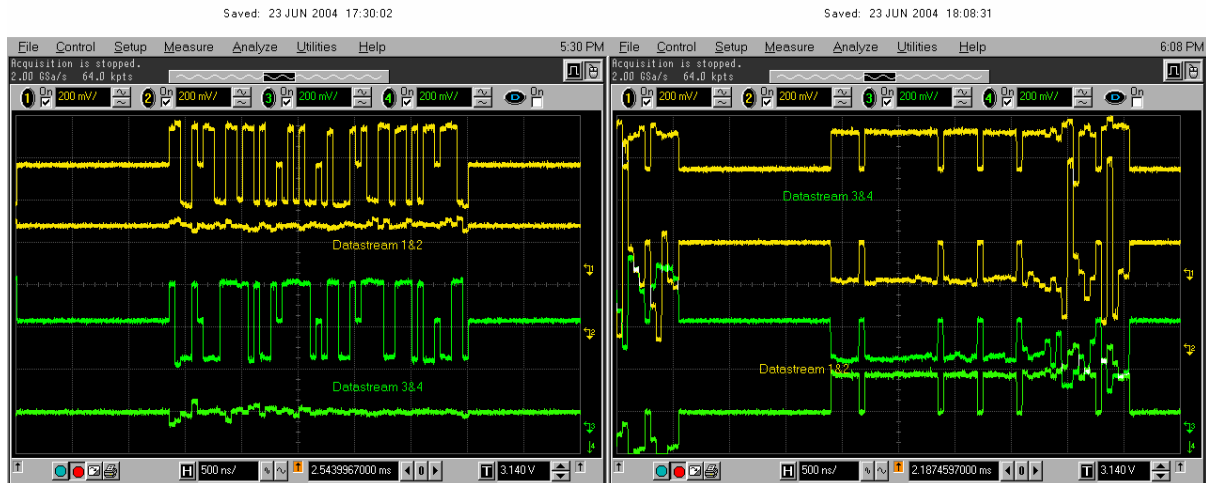 Saved: 23 JUN 2004 17:30:02
File Control Setup Measure Analyze Utilities Help 5:30 PM
Acquisition is stopped.
2.00 GSa/s 64.0 kpts
1 On 200 mV/ 2 On 200 mV/ 3 On 200 mV/ 4 On 200 mV/ D On
Datastream 1&2
Datastream 3&4
H 500 ns/ 2.5439967000 ms 0 T 3.140 V
Saved: 23 JUN 2004 18:08:31
File Control Setup Measure Analyze Utilities Help 6:08 PM
Acquisition is stopped.
2.00 GSa/s 64.0 kpts
1 On 200 mV/ 2 On 200 mV/ 3 On 200 mV/ 4 On 200 mV/ D On
Datastream 3&4
Datastream 1&2
H 500 ns/ 2.1874597000 ms 0 T 3.140 V